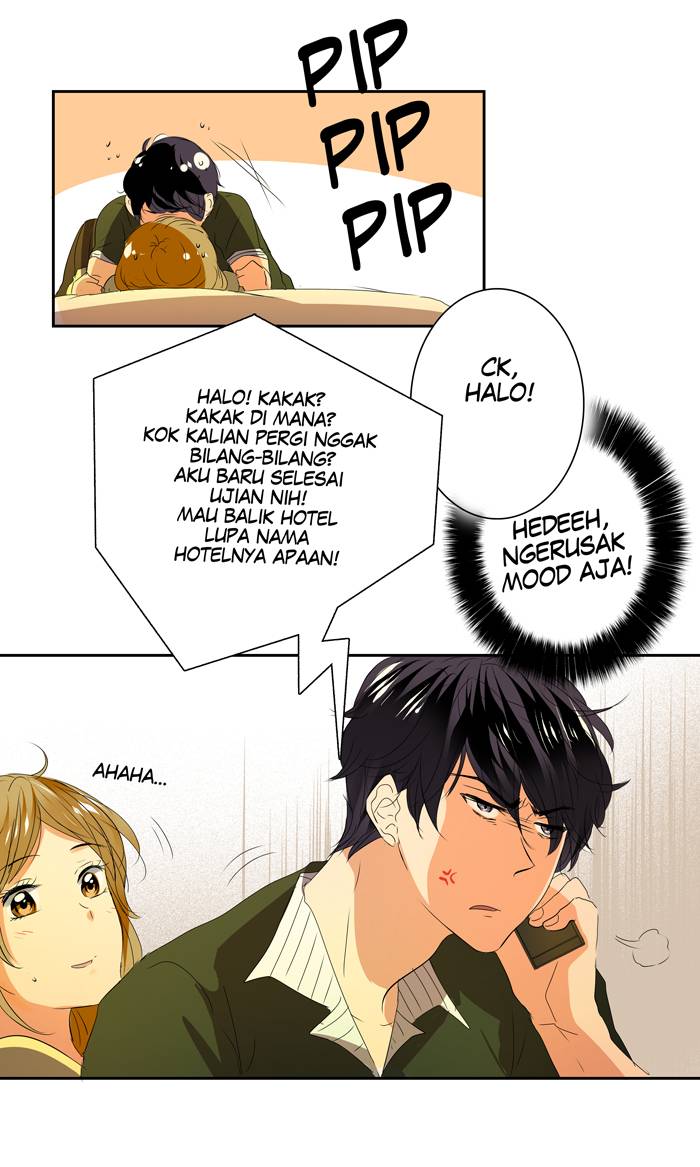 PIP
PIP
PIP
CK,
HALO!
HEDEEH,
NGERUSAK
MOOD AJA!
HALO! KAKAK?
KAKAK DI MANA?
KOK KALIAN PERGI NGGAK
BILANG-BILANG?
AKU BARU SELESAI
UJIAN NIH!
MAU BALIK HOTEL
LUPA NAMA
HOTELNYA APAAN!
AHAHA...